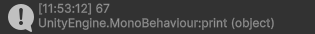 [11:53:12] 67
UnityEngine.MonoBehaviour:print (object)